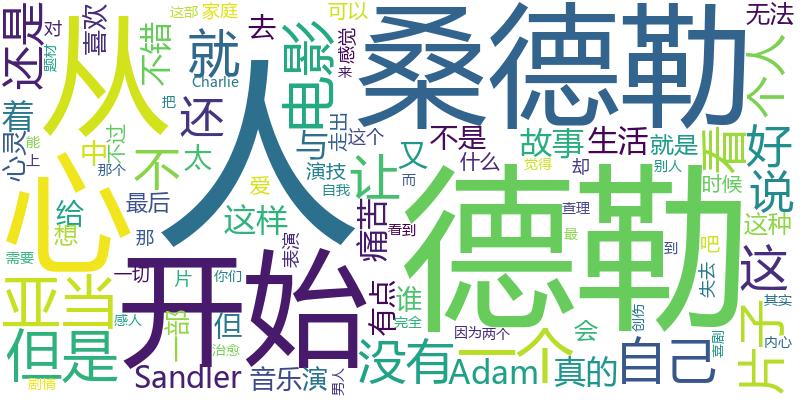 这部
家庭
可以
桑德勒
无法
还是
对
题材
喜欢
从
不错
就
去
电影
来
感觉
个人
Charlie
着
还
人
把
心灵
能
上
中
不过
不
太
与
走出
这个
不是
故事
生活
就是
看
好
那个
演技
又
什么
觉得
却
别人
时候
说
心
给
想
最后
爱
自我
让
而
德勒
查理
这样
痛苦
看到
最
到
吧
这种
那
表演
需要
一切
片
你们
开始
有点
谁
失去
这
其实
亚当
感人
一部
但
完全
因为
两个
会
创伤
喜剧
片子
内心
但是
治愈
没有
一个
自己
剧情
Sandler
音乐
演
男人
Adam
真的